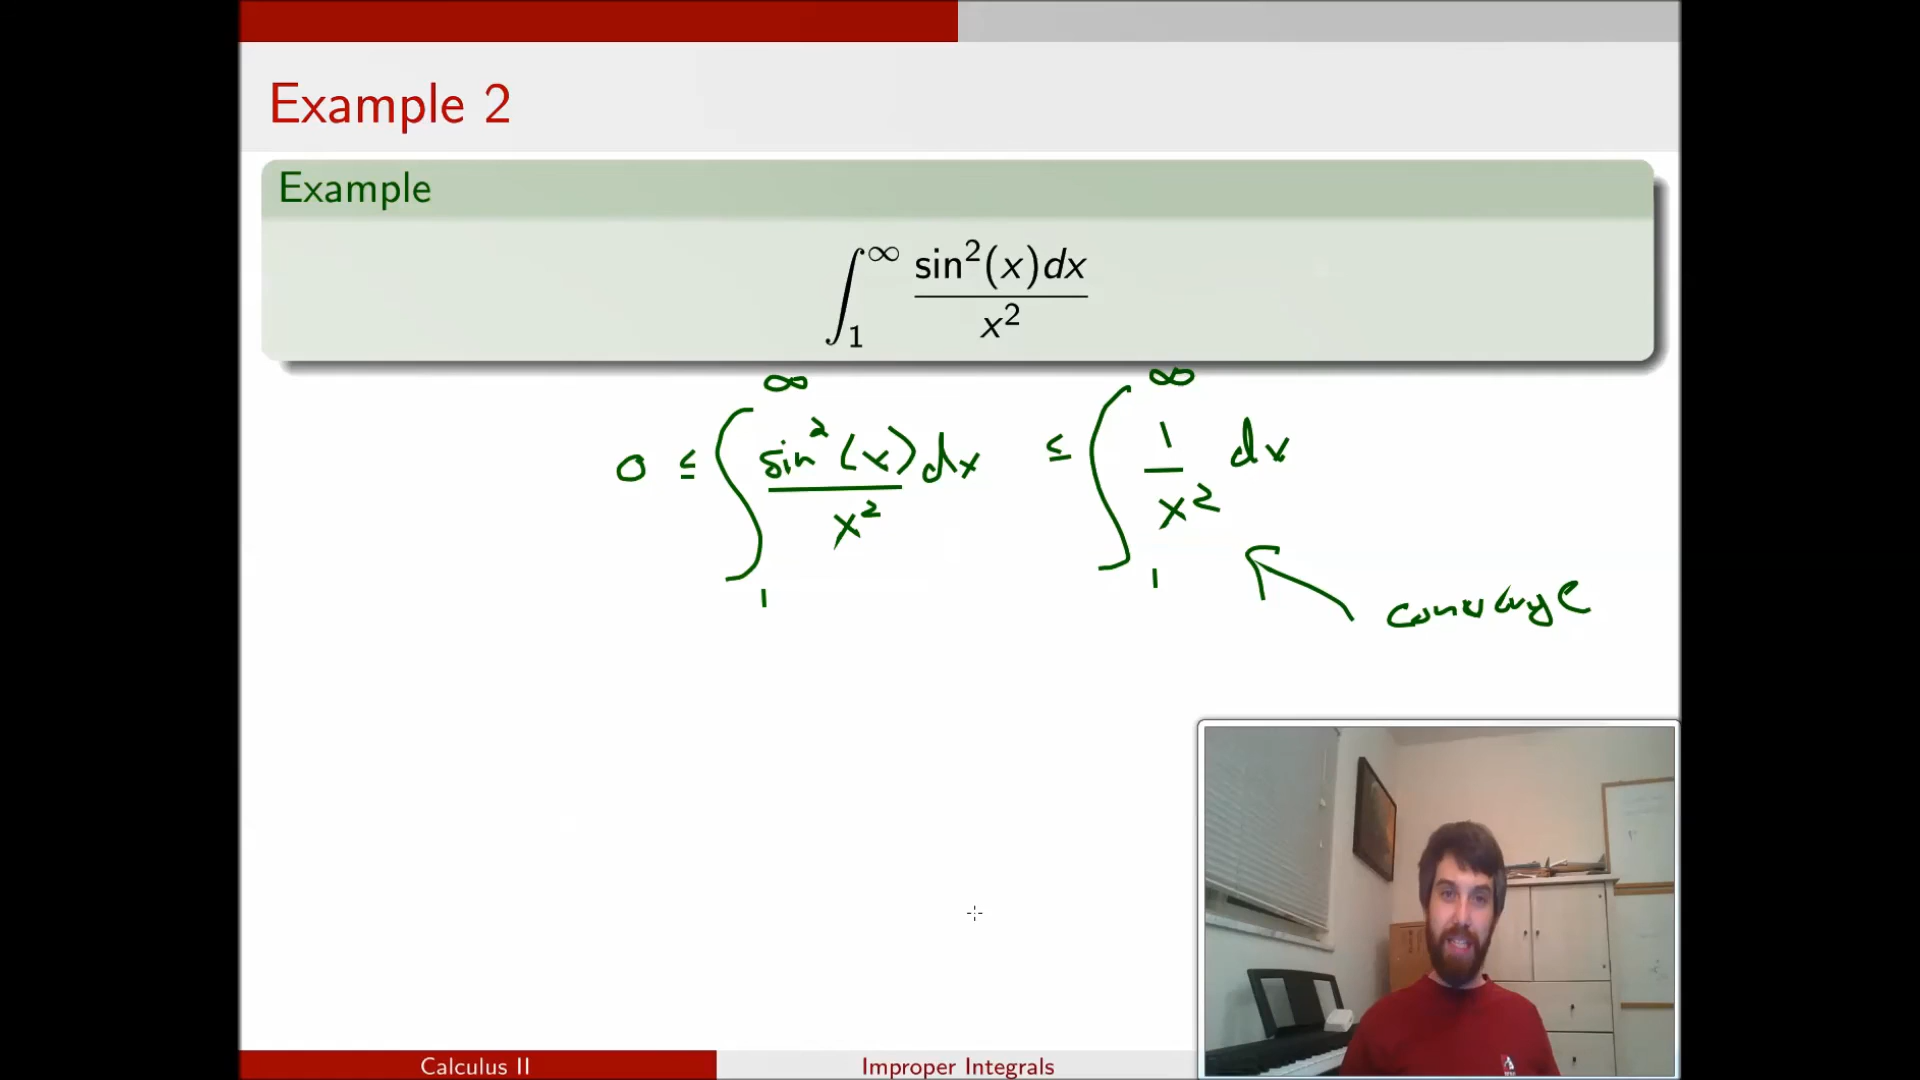 Example 2
Example
∫₁^∞ sin²(x)dx / x²
0 ≤ ∫₁^∞ sin²(x)/x² dx ≤ ∫₁^∞ 1/x² dx
converge
Calculus II
Improper Integrals